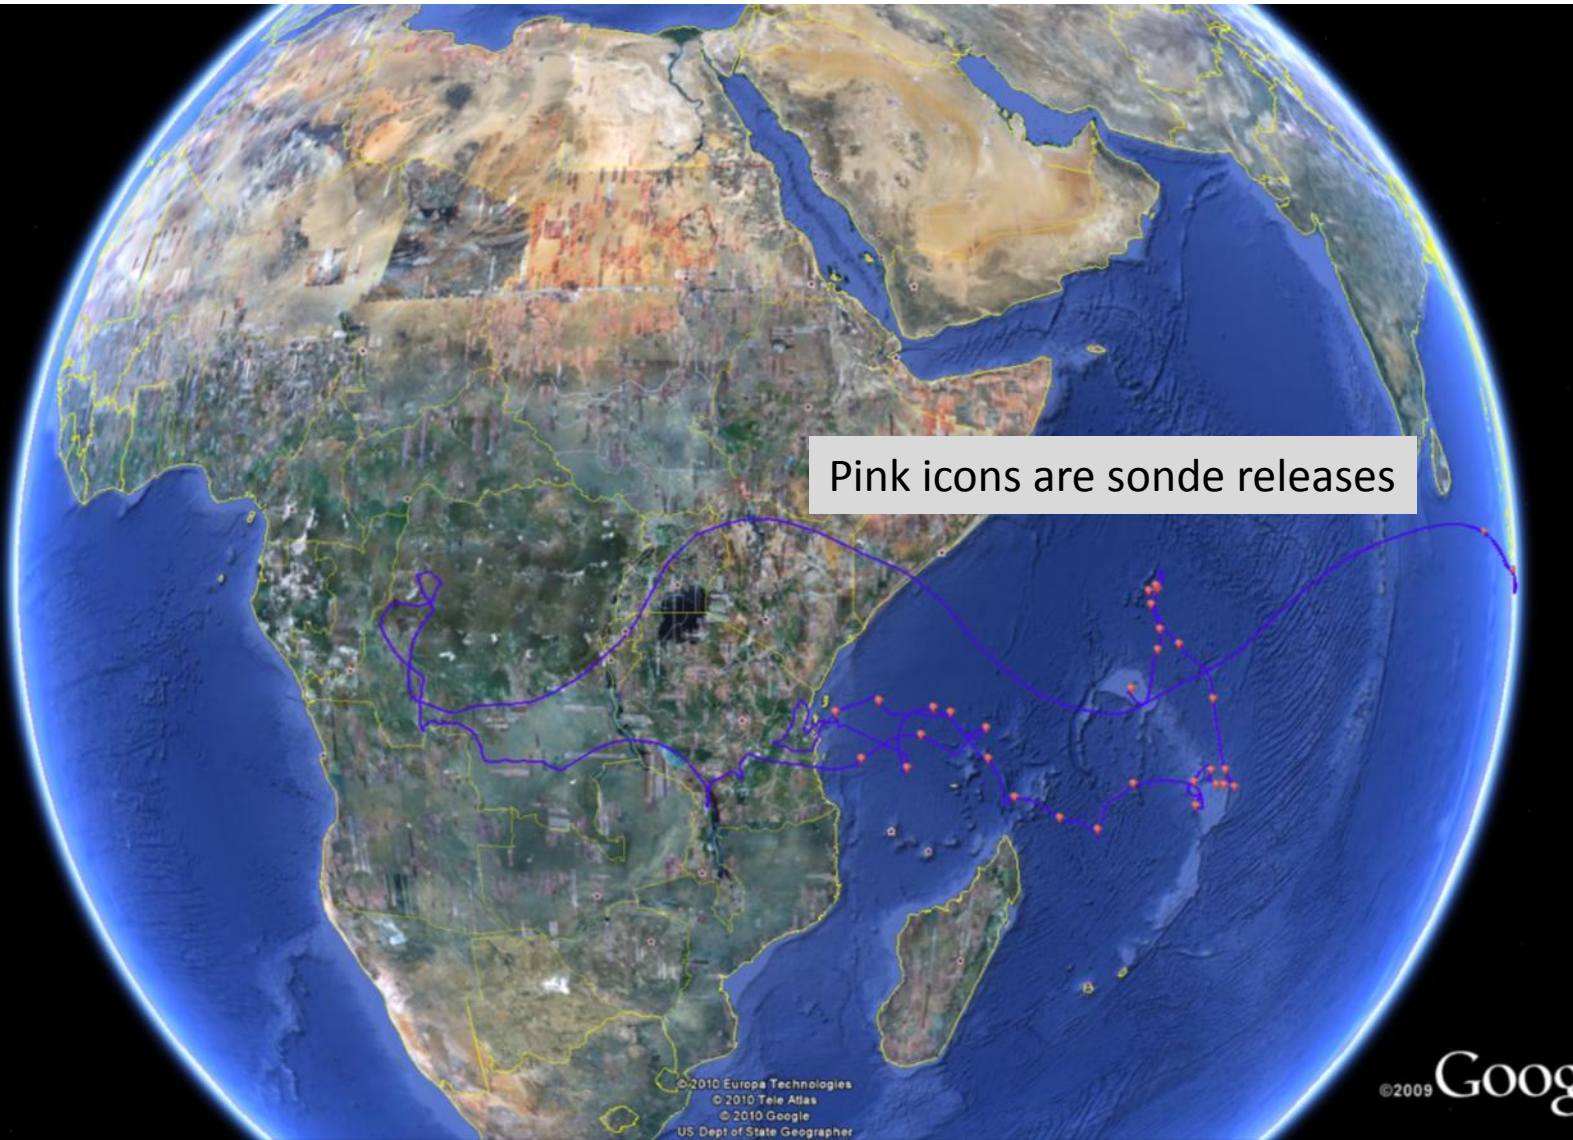 Pink icons are sonde releases
© 2010 Europa Technologies
© 2010 Tele Atlas
© 2010 Google
US Dept of State Geographer
©2009 Goog